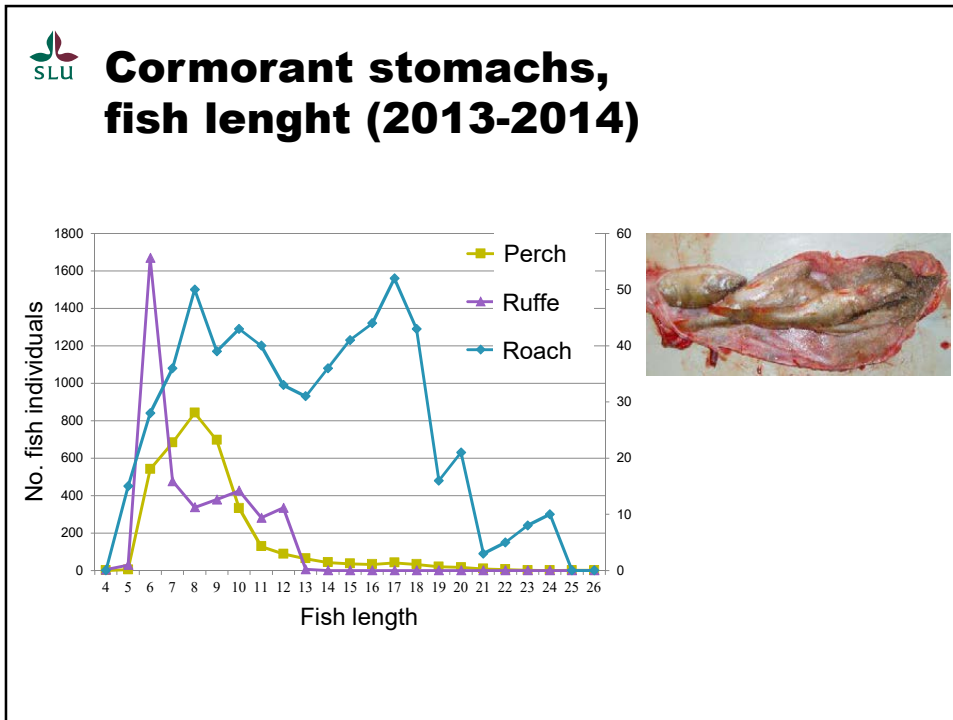 SLU
Cormorant stomachs,
fish lenght (2013-2014)
No. fish individuals
1800
1600
1400
1200
1000
800
600
400
200
0
Perch
Ruffe
Roach
60
50
40
30
20
10
0
4 5 6 7 8 9 10 11 12 13 14 15 16 17 18 19 20 21 22 23 24 25 26
Fish length